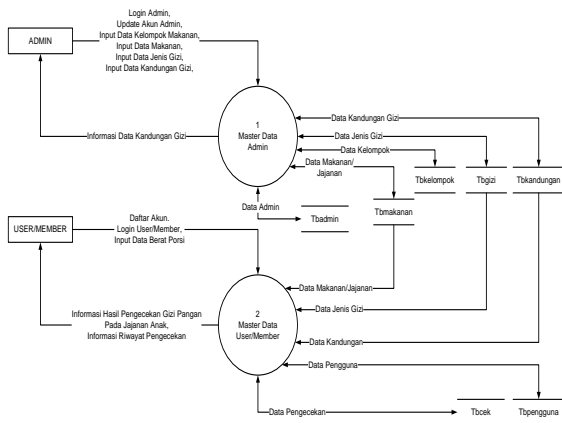 Login Admin,
Update Akun Admin,
Input Data Kelompok Makanan,
Input Data Makanan,
Input Data Jenis Gizi,
Input Data Kandungan Gizi,
ADMIN
Informasi Data Kandungan Gizi
1
Master Data
Admin
Data Kandungan Gizi
Data Jenis Gizi
Data Kelompok
Data Makanan/
Jajanan
Tbkelompok
Tbgizi
Tbkandungan
Data Admin
Tbadmin
Tbmakanan
USER/MEMBER
Daftar Akun.
Login User/Member,
Input Data Berat Porsi
Informasi Hasil Pengecekan Gizi Pangan
Pada Jajanan Anak,
Informasi Riwayat Pengecekan
2
Master Data
User/Member
Data Makanan/Jajanan
Data Jenis Gizi
Data Kandungan
Data Pengguna
Data Pengecekan
Tbcek
Tbpengguna